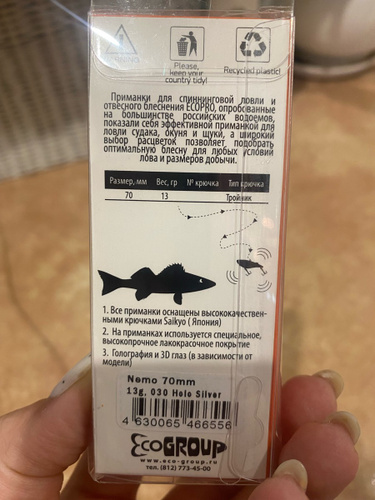 Please,
keep your
country tidy!
Recycled plastic!
Приманки для спиннинговой ловли и
отвесного блеснения ECOPRO, опробованные
на большинстве российских водоемов,
показали себя эффективной приманкой для
ловли судака, окуня и щуки, а широкий
выбор расцветок позволяет подобрать
оптимальную блесну для любых условий
лова и размеров добычи.
Размер, мм Вес, гр № крючка Тип крючка
70 13 Тройник
1. Все приманки оснащены высококачествен-
ными крючками Saikyo ( Япония)
2. На приманках используется специальное,
высокопрочное лакокрасочное покрытие
3. Голография и 3D глаз (в зависимости от
модели)
Nemo 70mm
13g, 030 Holo Silver
4 630065 466556
ECOGROUP
www.eco-group.ru
тел. (812) 773-45-00